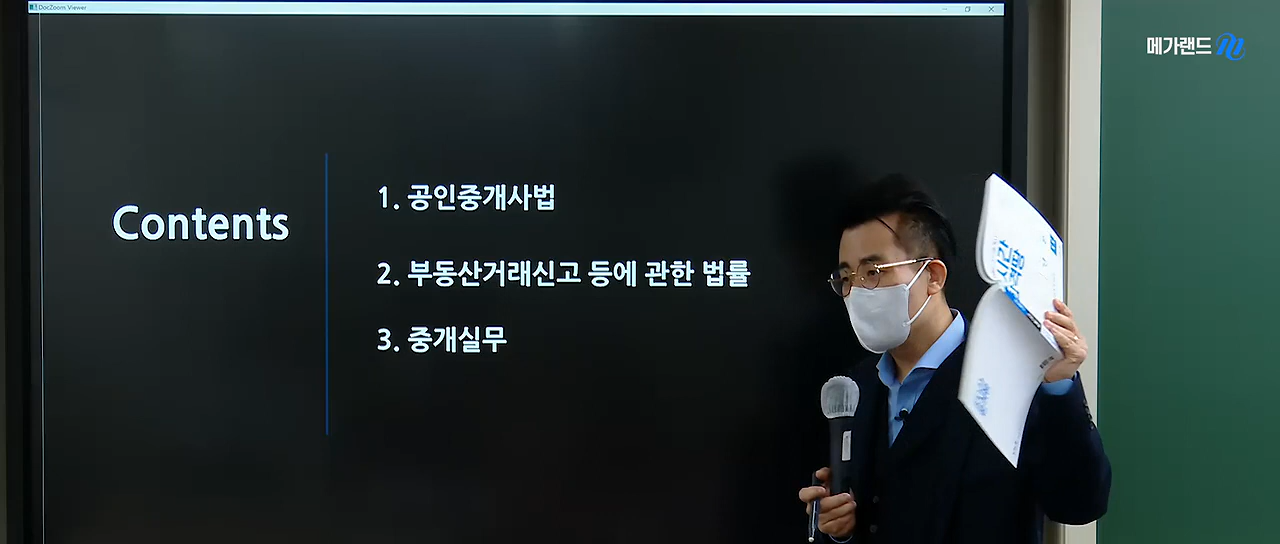 DocZoom Viewer
메가랜드
Contents
1. 공인중개사법
2. 부동산거래신고 등에 관한 법률
3. 중개실무